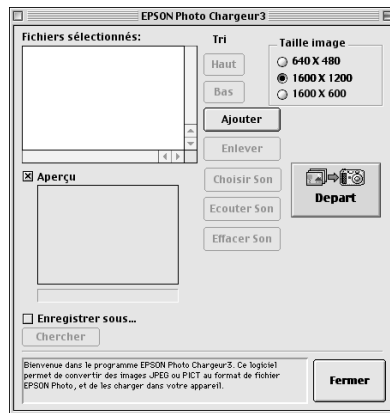 EPSON Photo Chargeur3
Fichiers sélectionnés:
Tri
Taille image
Haut
640 X 480
1600 X 1200
Bas
1600 X 600
Ajouter
Enlever
Aperçu
Choisir Son
Depart
Ecouter Son
Effacer Son
Enregistrer sous...
Chercher
Bienvenue dans le programme EPSON Photo Chargeur3. Ce logiciel
permet de convertir des images JPEG ou PICT au format de fichier
EPSON Photo, et de les charger dans votre appareil.
Fermer